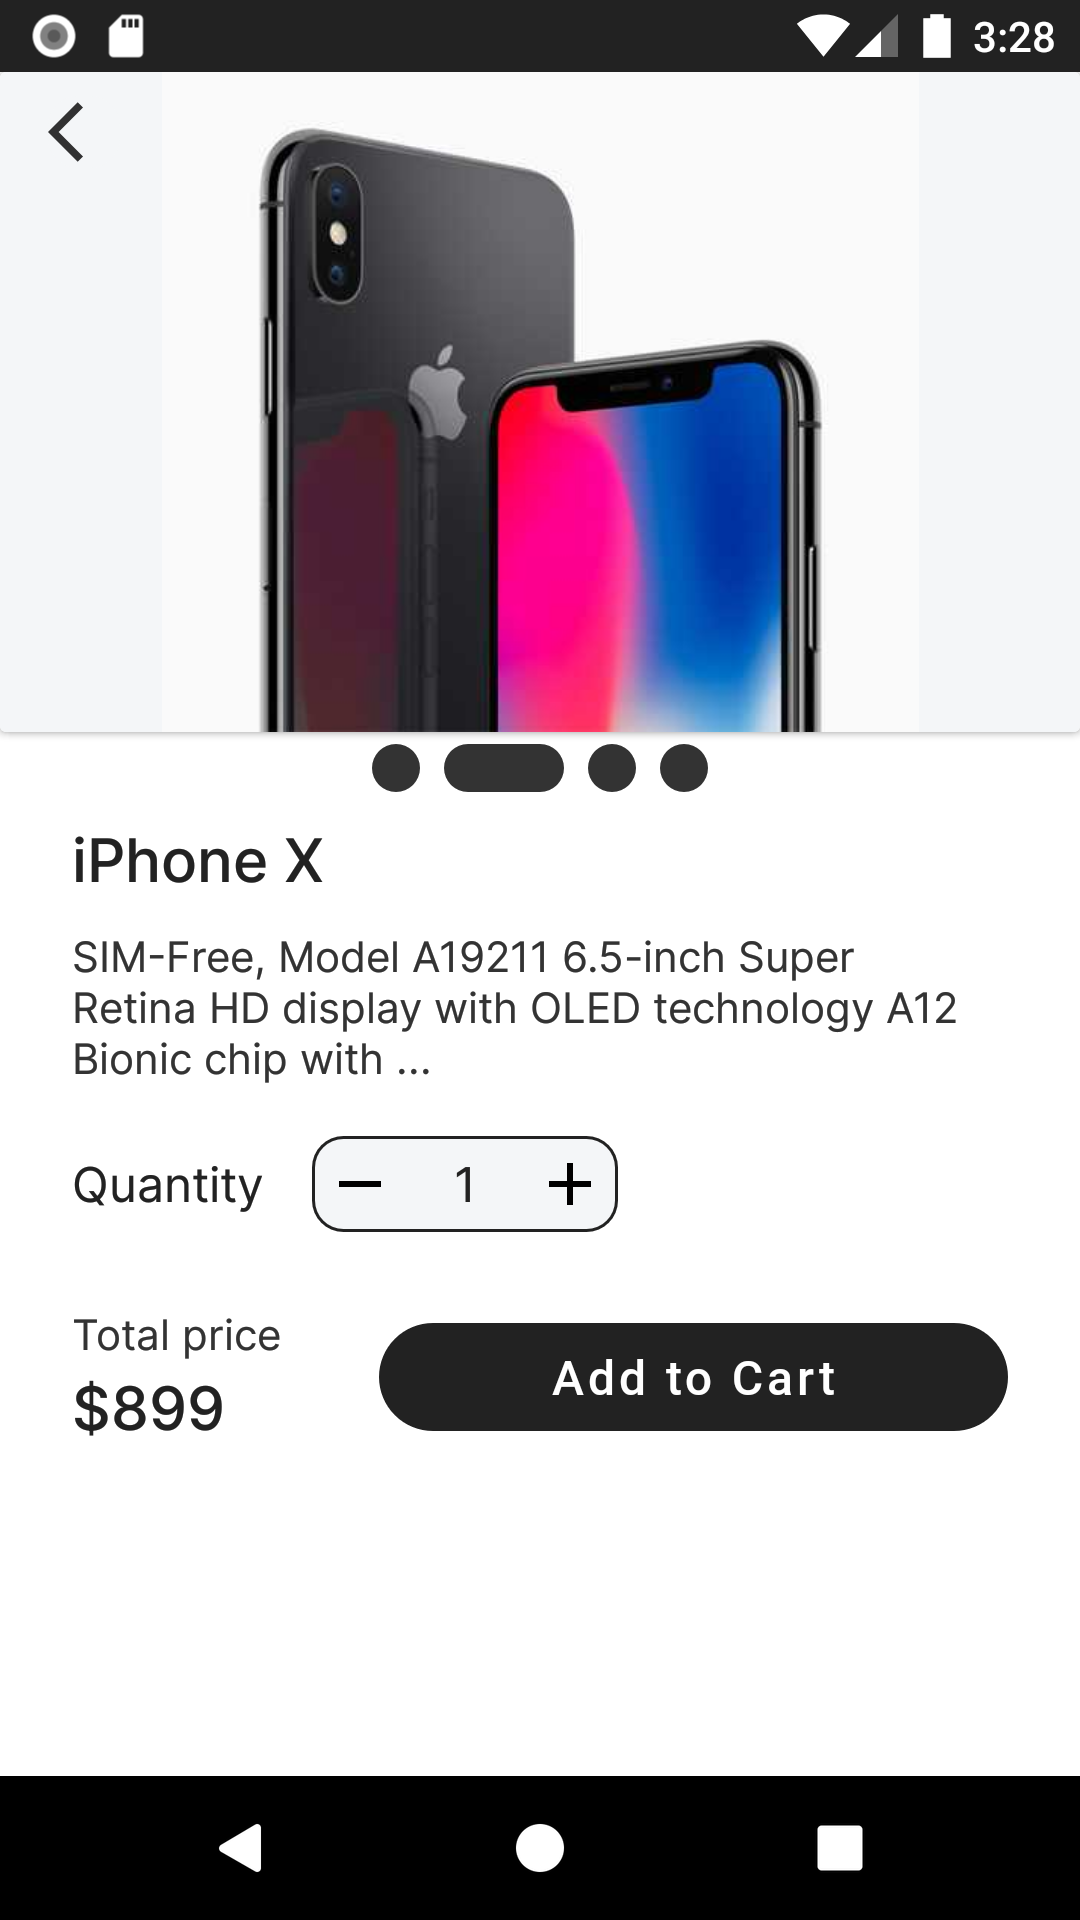 3:28
iPhone X
SIM-Free, Model A19211 6.5-inch Super
Retina HD display with OLED technology A12
Bionic chip with ...
Quantity
1
Total price
$899
Add to Cart